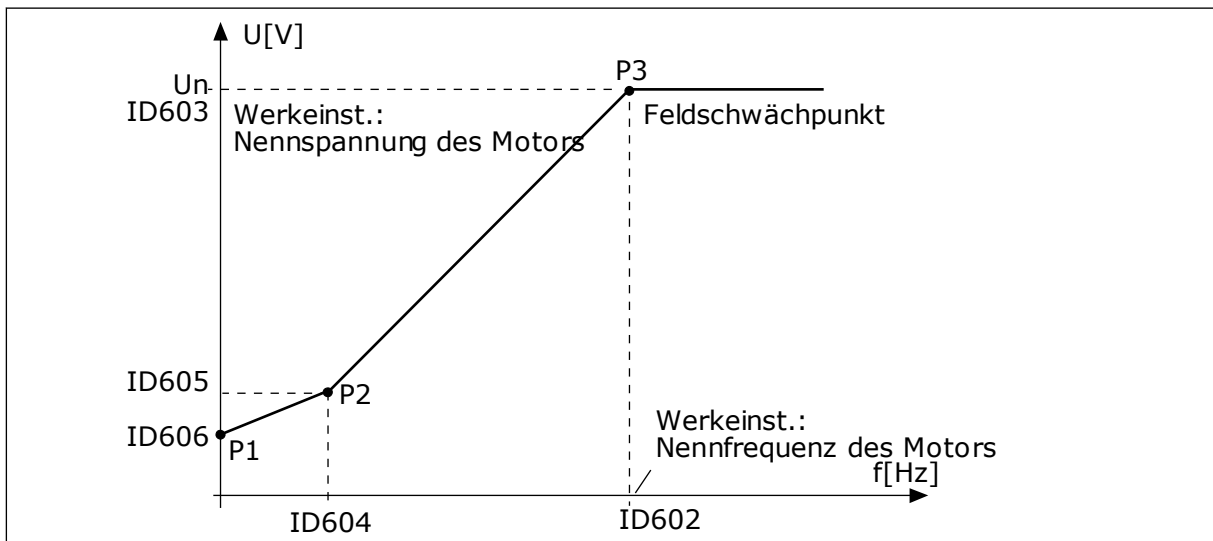 U[V]
P3
Un
ID603
Werkeinst.:
Nennspannung des Motors
Feldschwächpunkt
ID605
P2
ID606
P1
Werkeinst.:
Nennfrequenz des Motors
f[Hz]
ID604
ID602